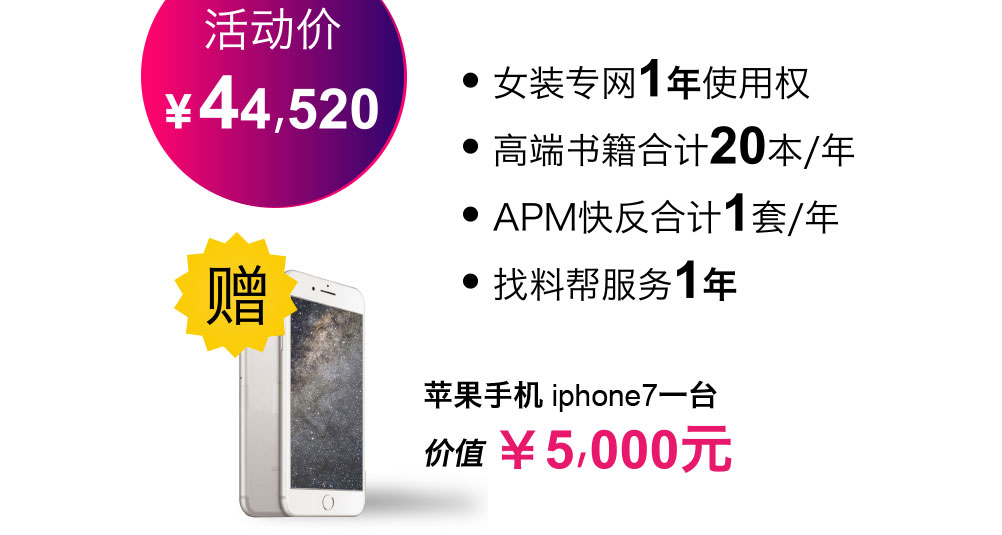 活动价
￥44,520
• 女装专网1年使用权
• 高端书籍合计20本/年
• APM快反合计1套/年
• 找料帮服务1年
赠
苹果手机 iphone7一台
价值 ￥5,000元